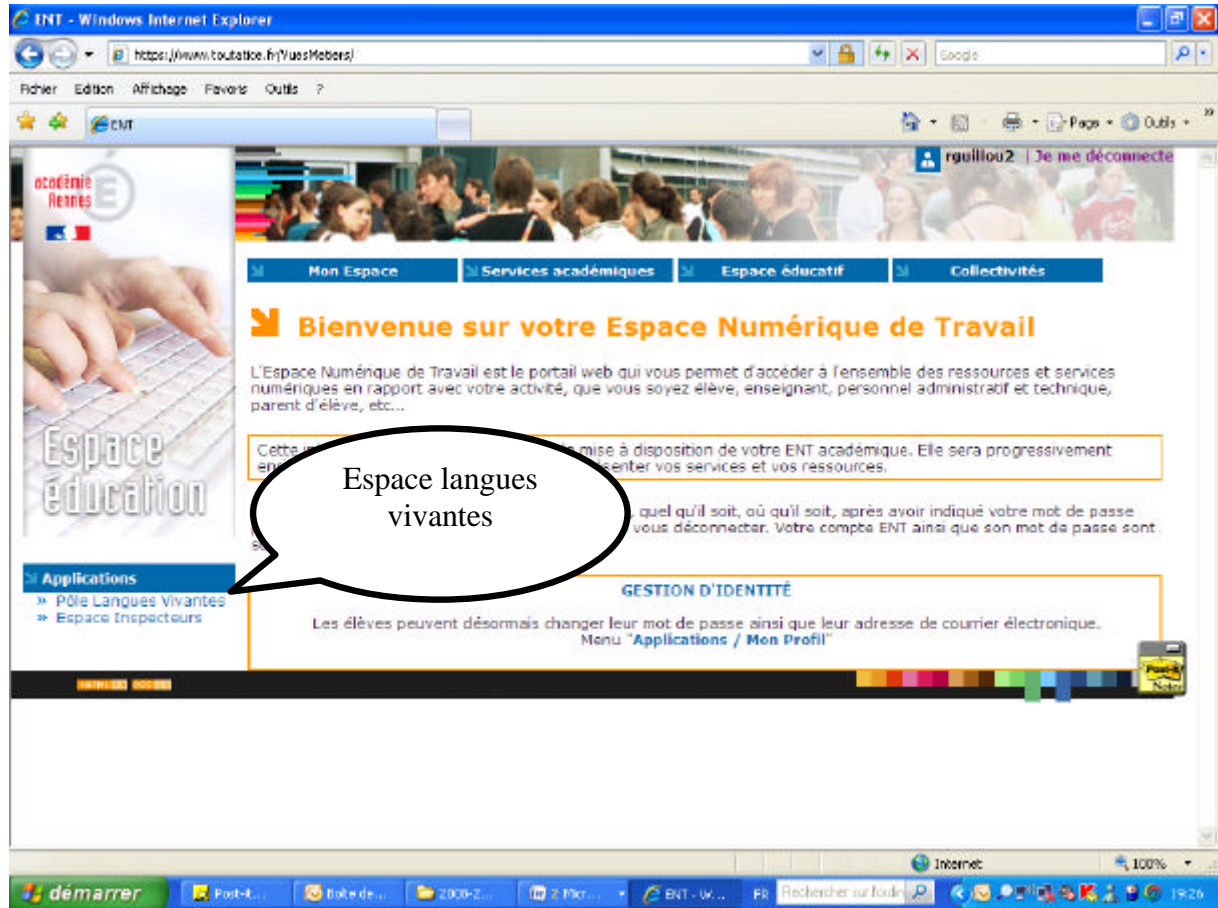 ENT - Windows Internet Explorer
https://www.toutatice.fr/VuesMetiers/
Google
Fichier Edition Affichage Favoris Outils ?
ENT
Page Outils
académie
Rennes
rguillou2 | Je me déconnecte
Mon Espace Services académiques Espace éducatif Collectivités
Bienvenue sur votre Espace Numérique de Travail
L'Espace Numérique de Travail est le portail web qui vous permet d'accéder à l'ensemble des ressources et services
numériques en rapport avec votre activité, que vous soyez élève, enseignant, personnel administratif et technique,
parent d'élève, etc...
Cette mise à disposition de votre ENT académique. Elle sera progressivement
vos services et vos ressources.
Espace langues
vivantes
quel qu'il soit, où qu'il soit, après avoir indiqué votre mot de passe
vous déconnecter. Votre compte ENT ainsi que son mot de passe sont
Espace
éducation
Applications
» Pôle Langues Vivantes
» Espace Inspecteurs
GESTION D'IDENTITÉ
Les élèves peuvent désormais changer leur mot de passe ainsi que leur adresse de courrier électronique.
Menu "Applications / Mon Profil"
Post-it
Notes
Internet 100%
démarrer Post-it... Boîte de... 2006-2... 2 Micr... ENT - W... FR 19:26